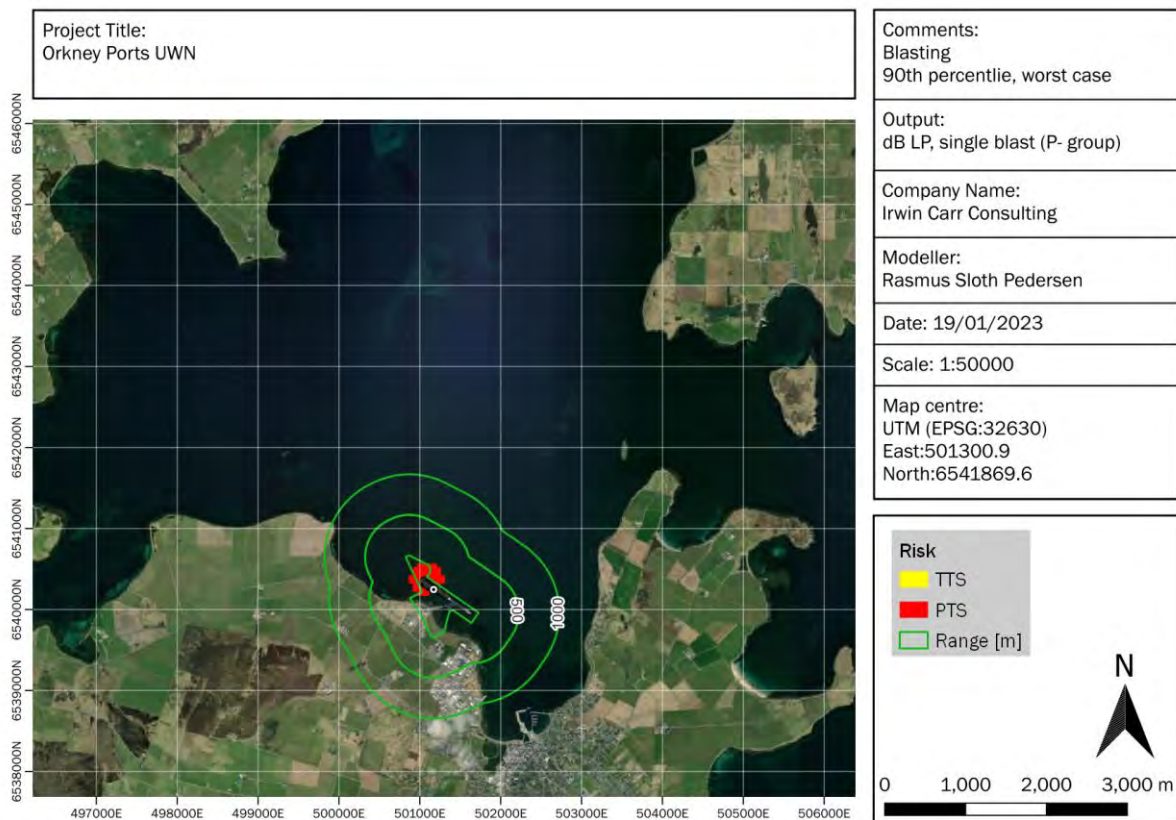 Project Title:
Orkney Ports UWN
Comments:
Blasting
90th percentlie, worst case
Output:
dB LP, single blast (P- group)
Company Name:
Irwin Carr Consulting
Modeller:
Rasmus Sloth Pedersen
Date: 19/01/2023
Scale: 1:50000
Map centre:
UTM (EPSG:32630)
East:501300.9
North:6541869.6
6546000N
6545000N
6544000N
6543000N
6542000N
6541000N
6540000N
6539000N
6538000N
500
1000
497000E
498000E
499000E
500000E
501000E
502000E
503000E
504000E
505000E
506000E
Risk
TTS
PTS
Range [m]
N
0 1,000 2,000 3,000 m